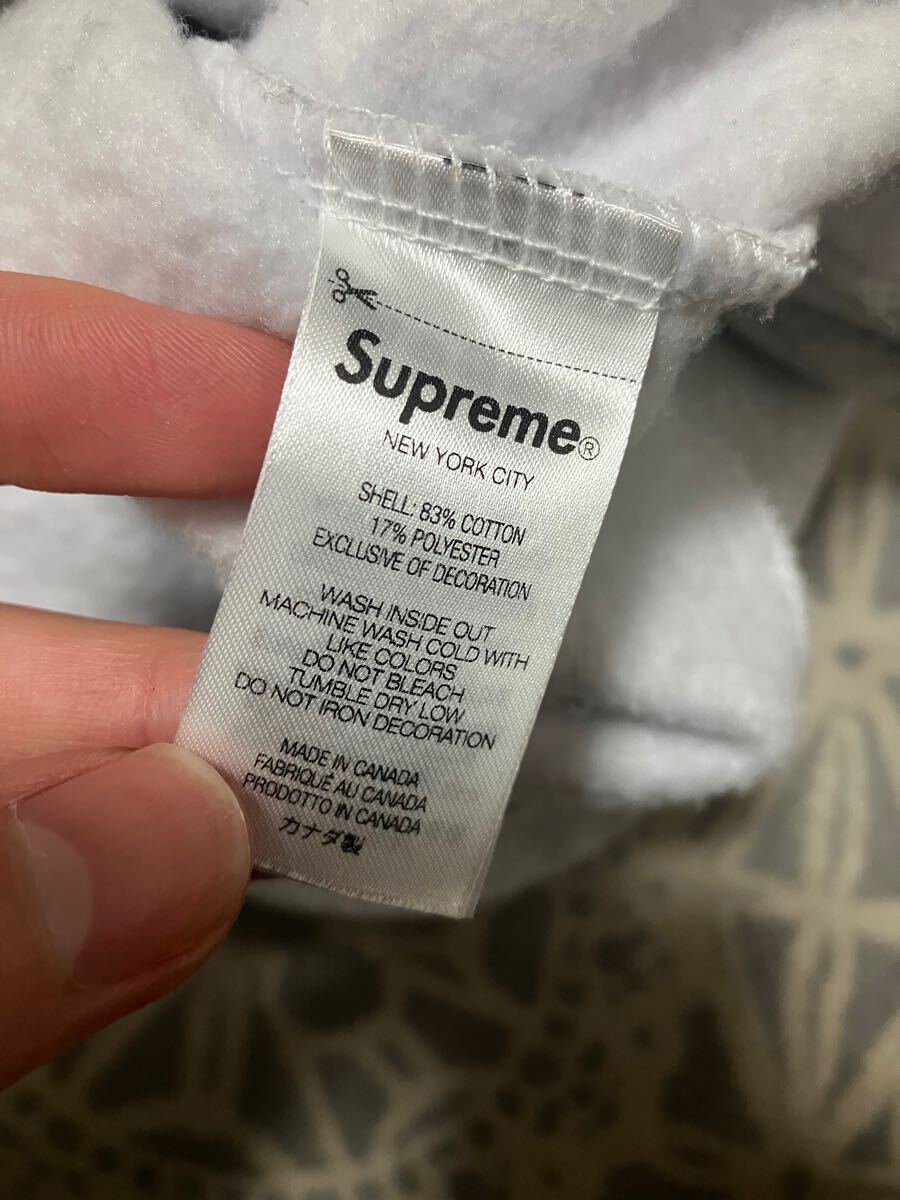 Supreme®
NEW YORK CITY
SHELL: 83% COTTON
17% POLYESTER
EXCLUSIVE OF DECORATION
WASH INSIDE OUT
MACHINE WASH COLD WITH
LIKE COLORS
DO NOT BLEACH
TUMBLE DRY LOW
DO NOT IRON DECORATION
MADE IN CANADA
FABRIQUÉ AU CANADA
PRODOTTO IN CANADA
カナダ製